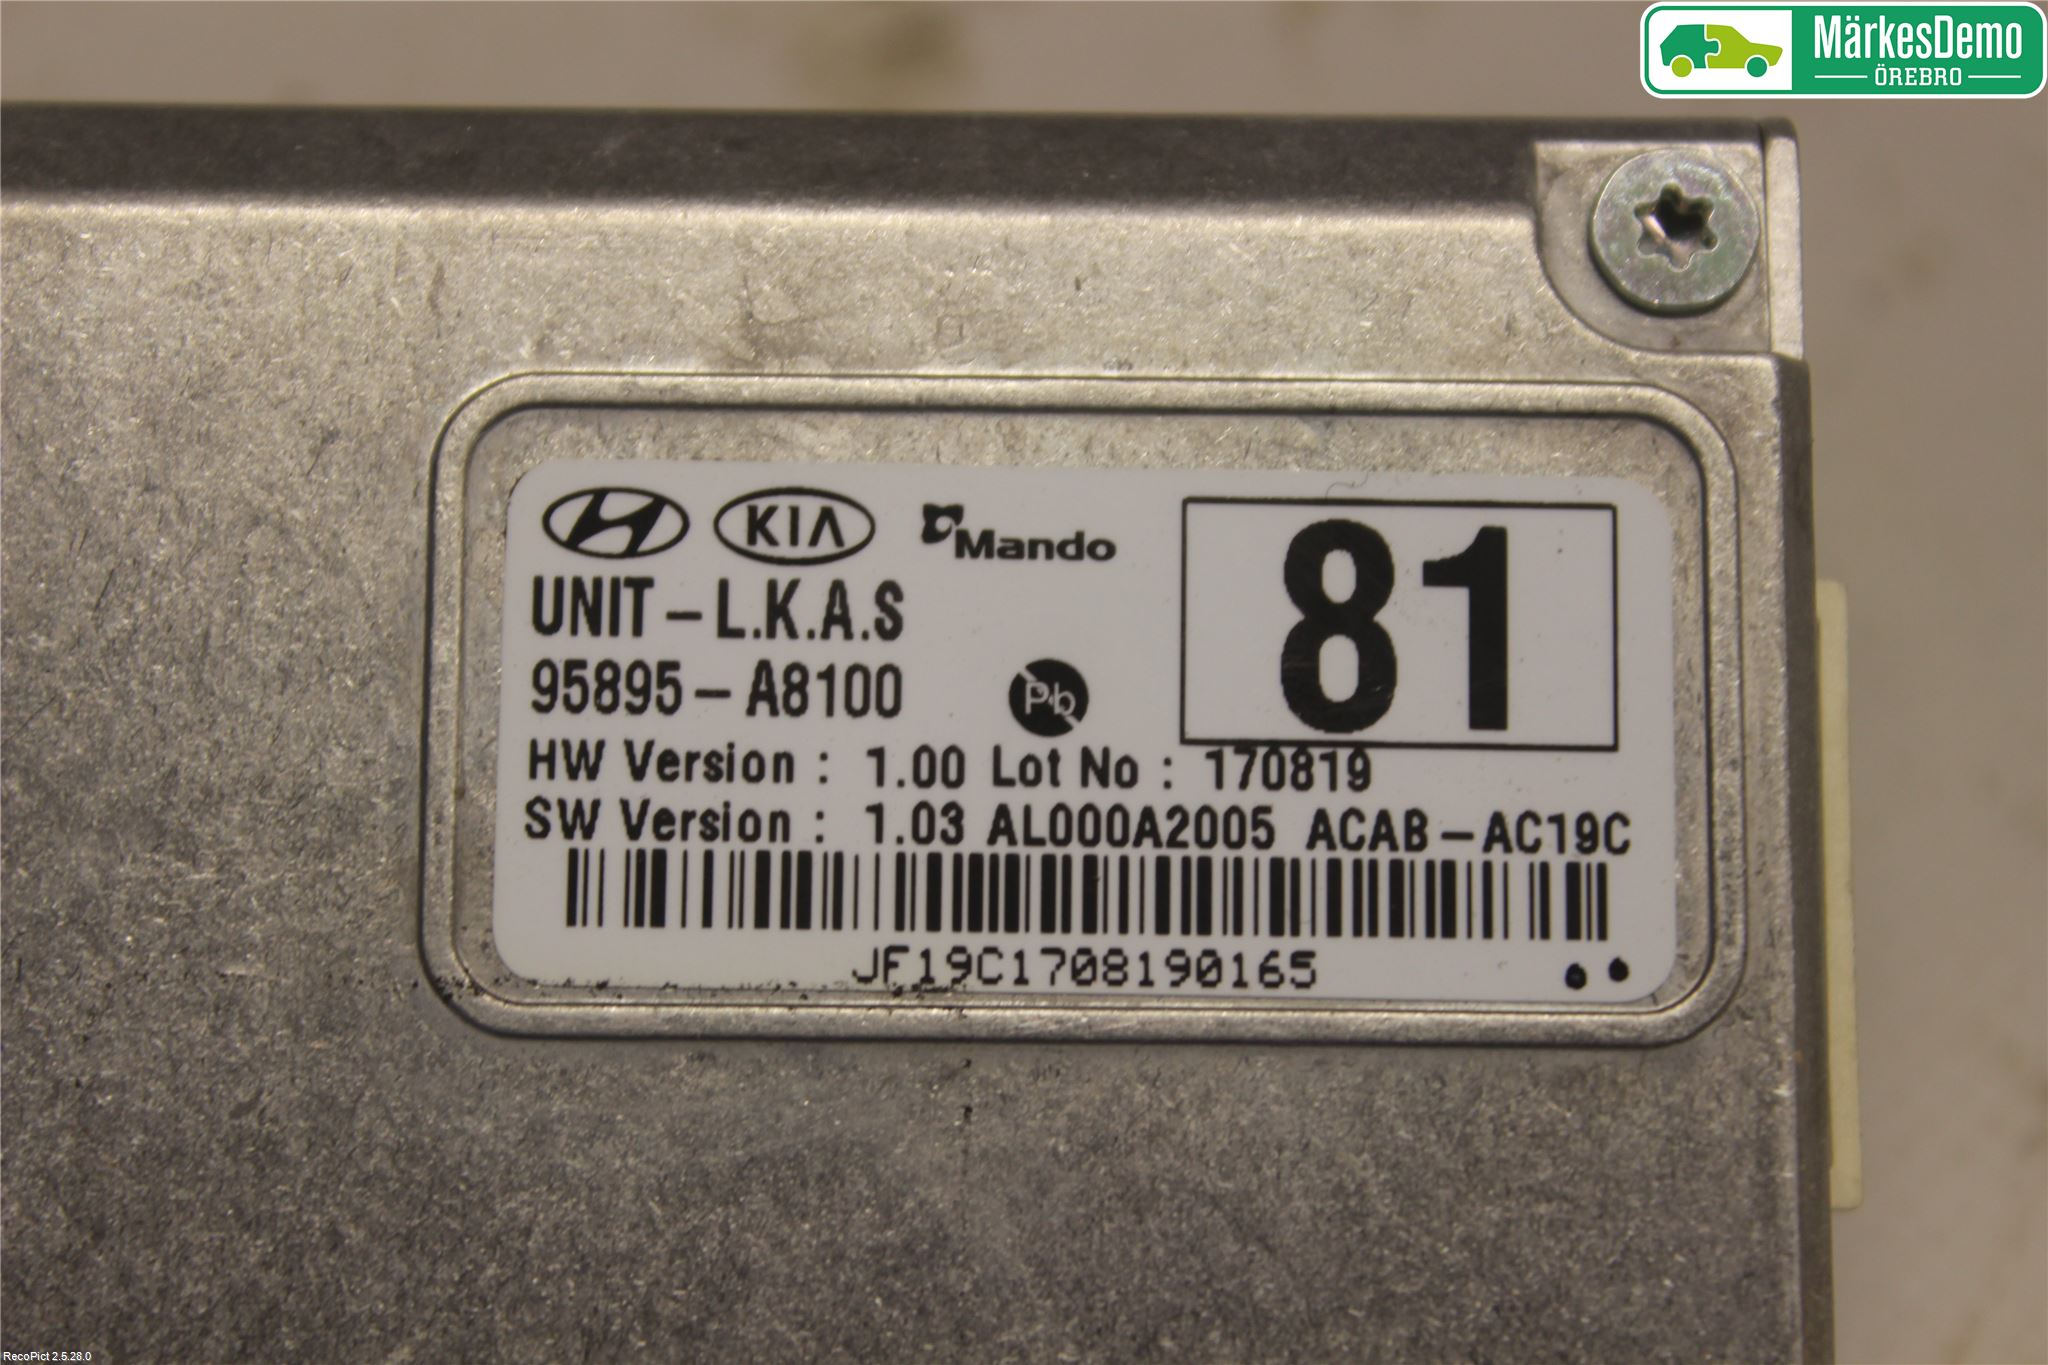 MärkesDemo
ÖREBRO
KIA Mando
81
UNIT-L.K.A.S
95895-A8100
Pb
HW Version : 1.00 Lot No : 170819
SW Version : 1.03 AL000A2005 ACAB-AC19C
JF19C1708190165
RecoPict 2.5.28.0